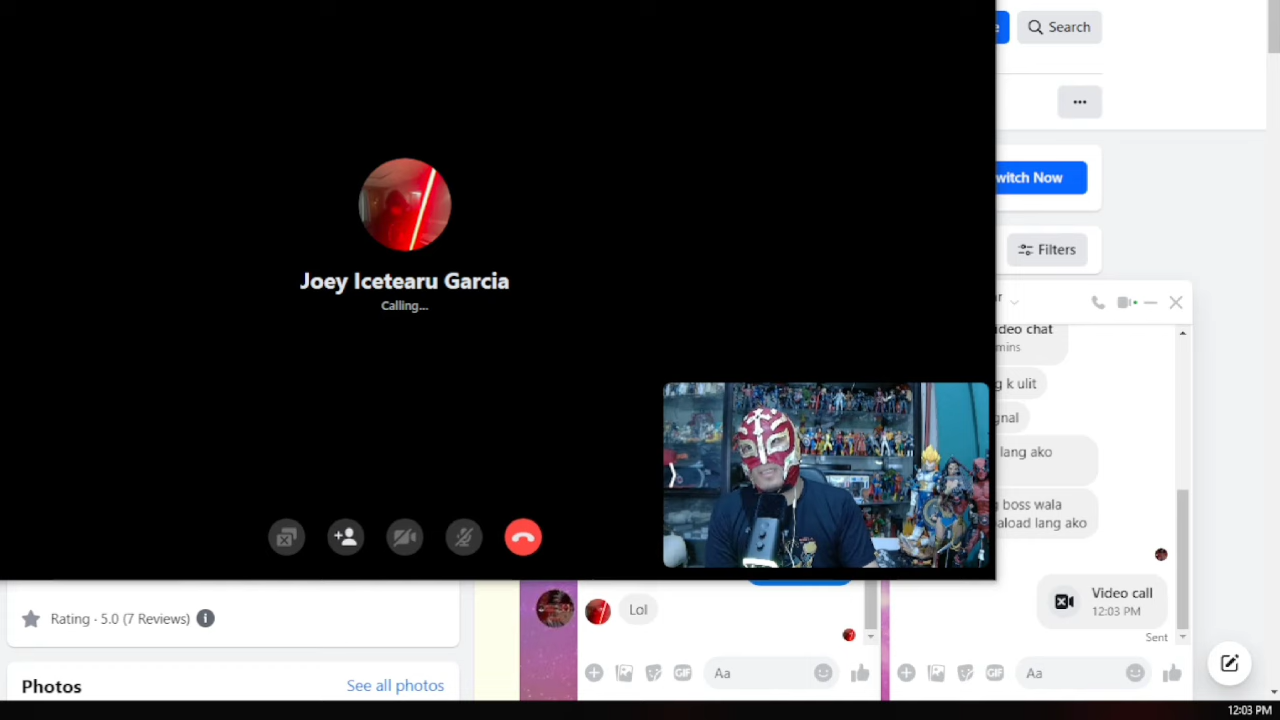 Search
witch Now
Filters
Joey Icetearu Garcia
Calling...
ideo chat
mins
g k ulit
gnal
lang ako
g boss wala
aload lang ako
Video call
12:03 PM
Sent
Rating · 5.0 (7 Reviews)
Lol
Photos
See all photos
GIF
Aa
GIF
Aa
12:03 PM